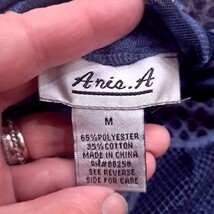 Anis.A
M
65% POLYESTER
35% COTTON
MADE IN CHINA
RN#88258
SEE REVERSE
SIDE FOR CARE